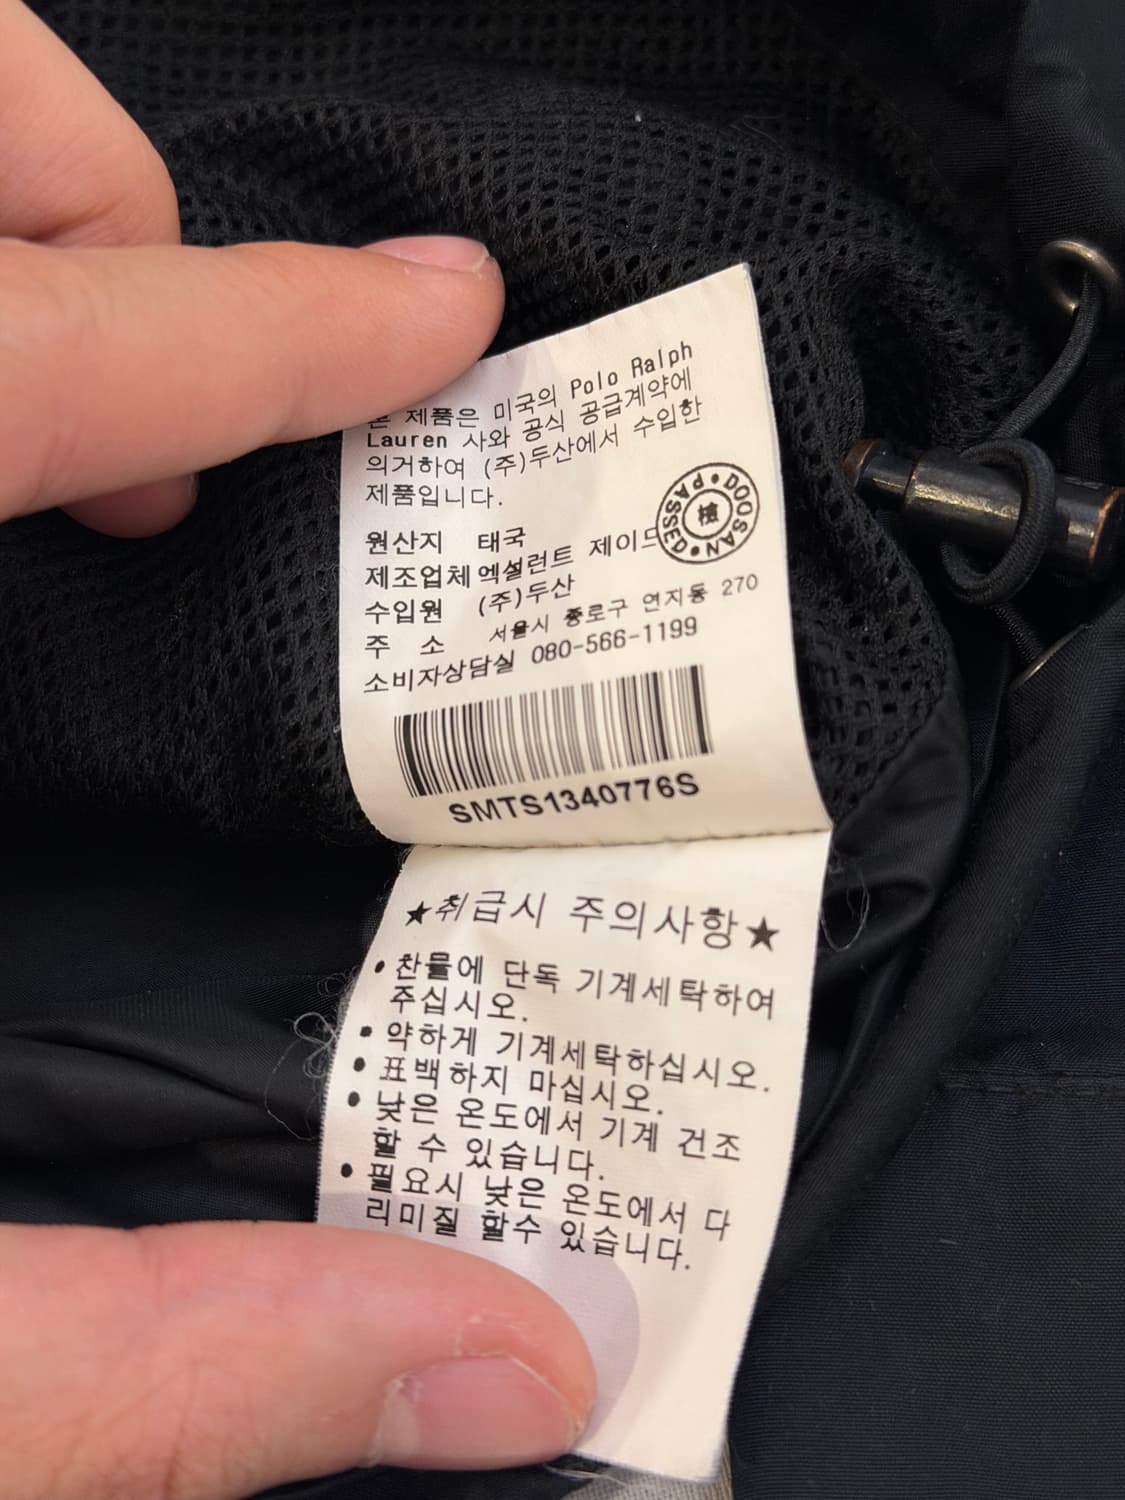 본 제품은 미국의 Polo Ralph
Lauren 사와 공식 공급계약에
의거하여 (주)두산에서 수입한
제품입니다.
DOOSAN • PASSED •
檢
원산지 태국
제조업체 엑설런트 제이드
수입원 (주)두산
주 소 서울시 종로구 연지동 270
소비자상담실 080-566-1199
SMTS1340776S
★취급시 주의사항★
• 찬물에 단독 기계세탁하여
주십시오.
• 약하게 기계세탁하십시오.
• 표백하지 마십시오.
• 낮은 온도에서 기계 건조
할 수 있습니다.
• 필요시 낮은 온도에서 다
리미질 할수 있습니다.